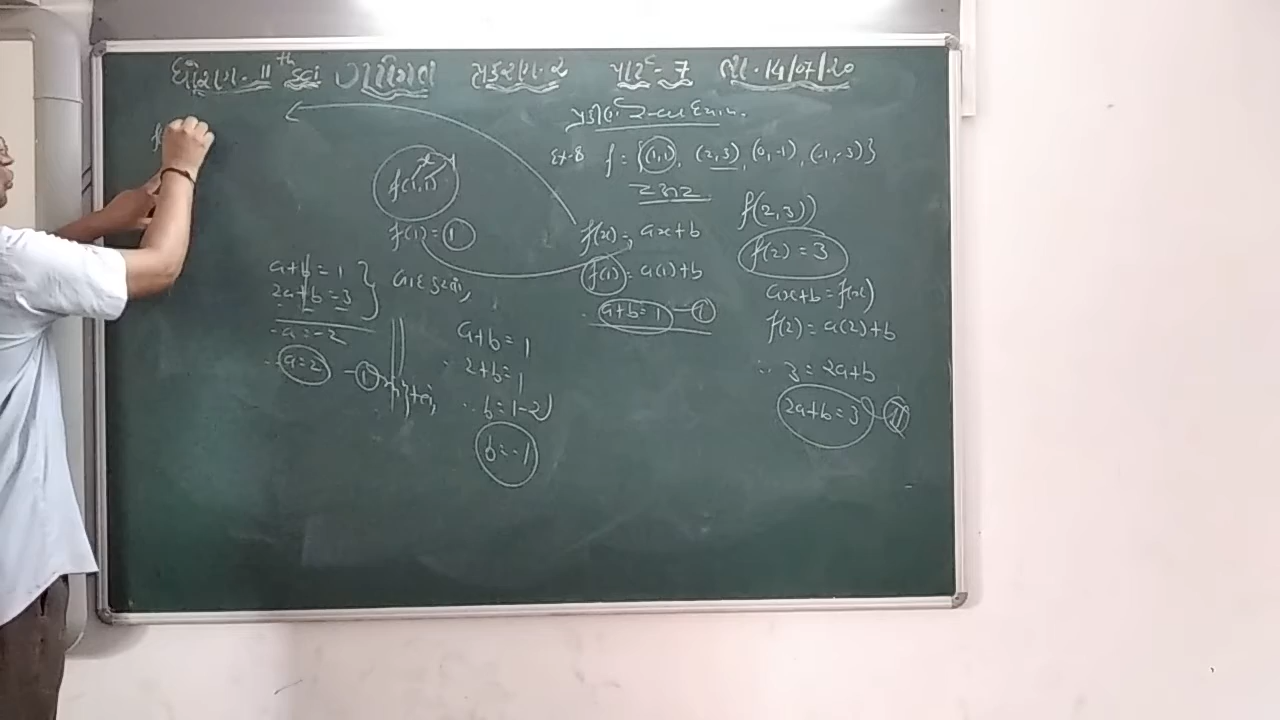 ધોરણ-11th sci ગણિત પ્રકરણ-2 પાર્ટ-7 તા. 14/07/20
Ex-8 f = {(1,1), (2,3), (0,-1), (-1,-3)}
f(1,1)
f(1) = 1
f(x) = ax+b
f(1) = a(1)+b
a+b=1 - I
f(2,3)
f(2) = 3
ax+b = f(x)
f(2) = a(2)+b
∴ 3 = 2a+b
2a+b=3 - II
a+b = 1
2a+b = 3
-a = -2
∴ a=2
a+b=1
2+b=1
∴ b=1-2
b=-1